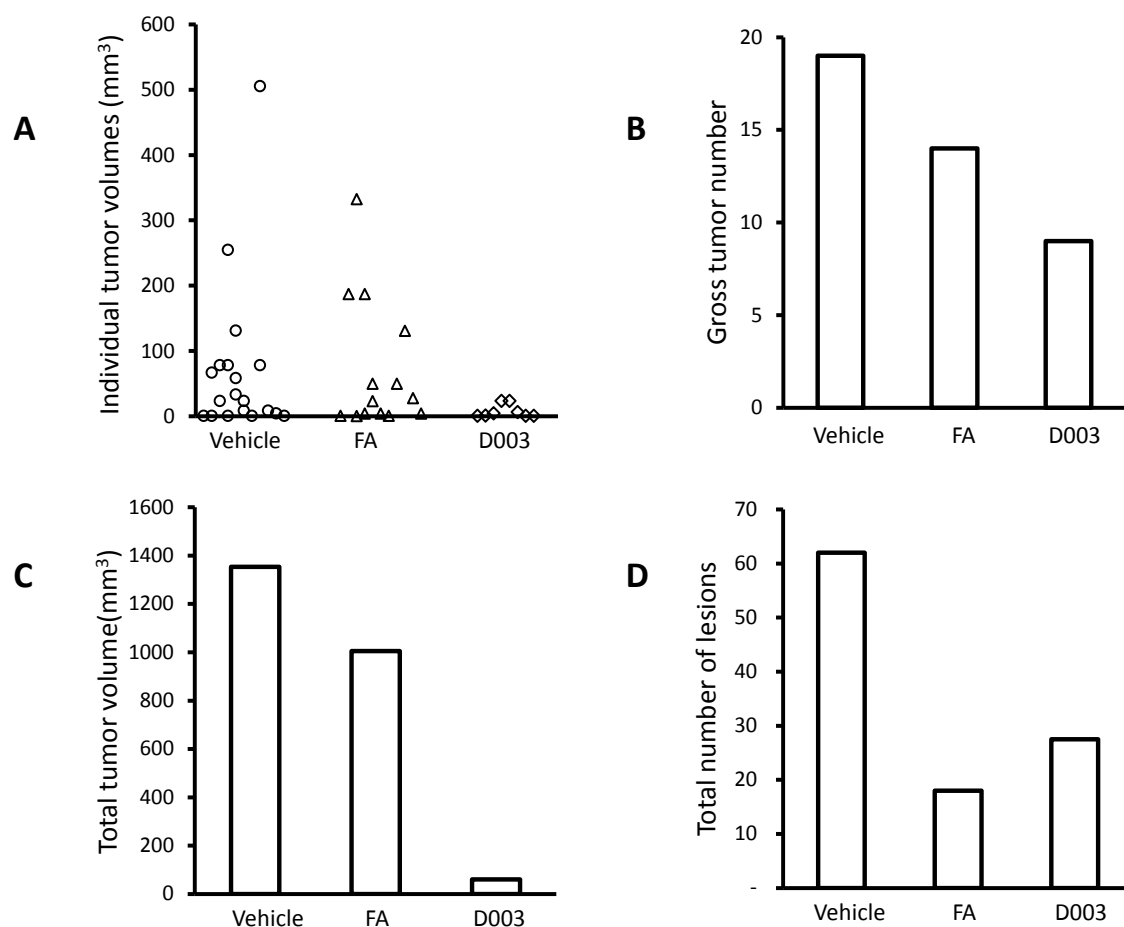 A
Individual tumor volumes (mm³)
600
500
400
300
200
100
0
Vehicle FA D003
B
Gross tumor number
20
15
10
5
0
Vehicle FA D003
C
Total tumor volume(mm³)
1600
1400
1200
1000
800
600
400
200
0
Vehicle FA D003
D
Total number of lesions
70
60
50
40
30
20
10
-
Vehicle FA D003